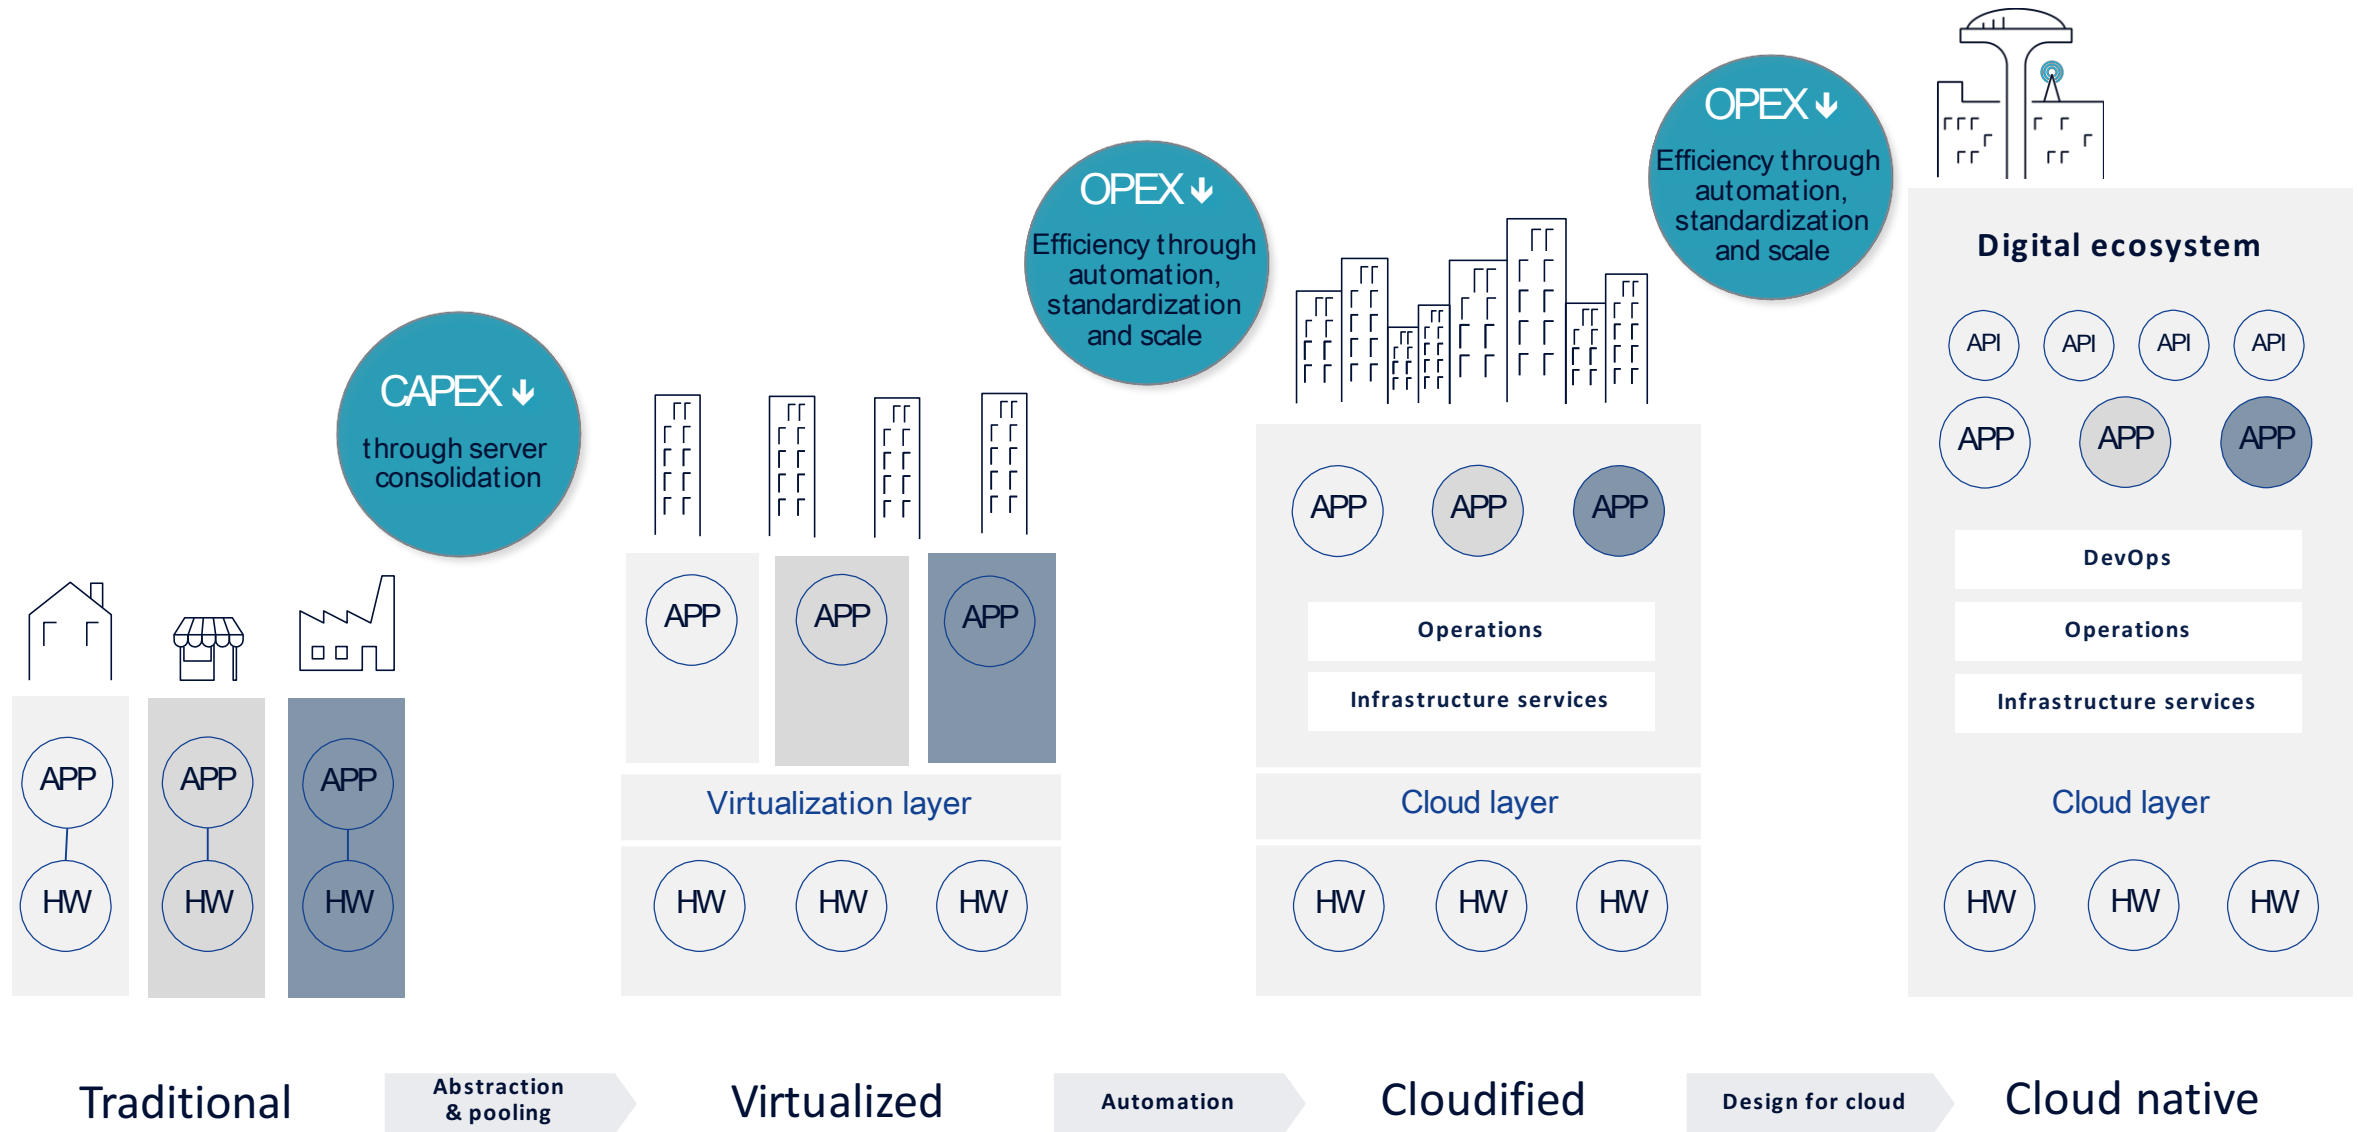 CAPEX
through server
consolidation
OPEX
Efficiency through
automation,
standardization
and scale
OPEX
Efficiency through
automation,
standardization
and scale
APP
APP
APP
HW
HW
HW
APP
APP
APP
Virtualization layer
HW
HW
HW
APP
APP
APP
Operations
Infrastructure services
Cloud layer
HW
HW
HW
Digital ecosystem
API
API
API
API
APP
APP
APP
DevOps
Operations
Infrastructure services
Cloud layer
HW
HW
HW
Traditional
Abstraction
& pooling
Virtualized
Automation
Cloudified
Design for cloud
Cloud native